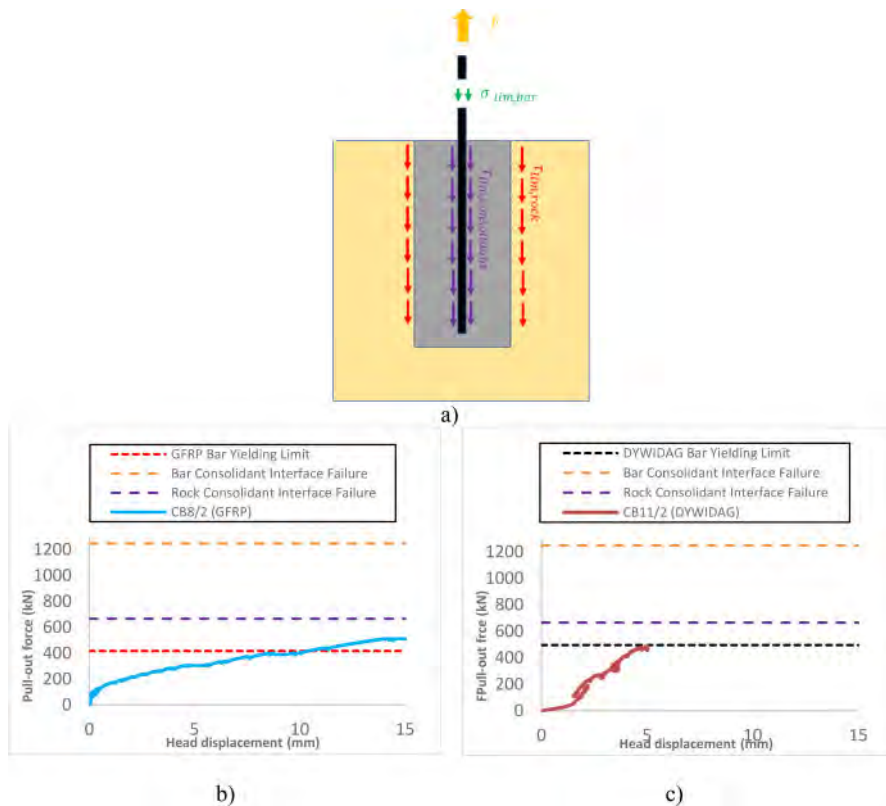 σ lim,bar
τlim,rock
a)
GFRP Bar Yielding Limit
Bar Consolidant Interface Failure
Rock Consolidant Interface Failure
CB8/2 (GFRP)
1200
1000
800
600
400
200
0
Pull-out force (kN)
0
5
10
15
Head displacement (mm)
b)
DYWIDAG Bar Yielding Limit
Bar Consolidant Interface Failure
Rock Consolidant Interface Failure
CB11/2 (DYWIDAG)
1200
1000
800
600
400
200
0
FPull-out frce (kN)
0
5
10
15
Head displacement (mm)
c)